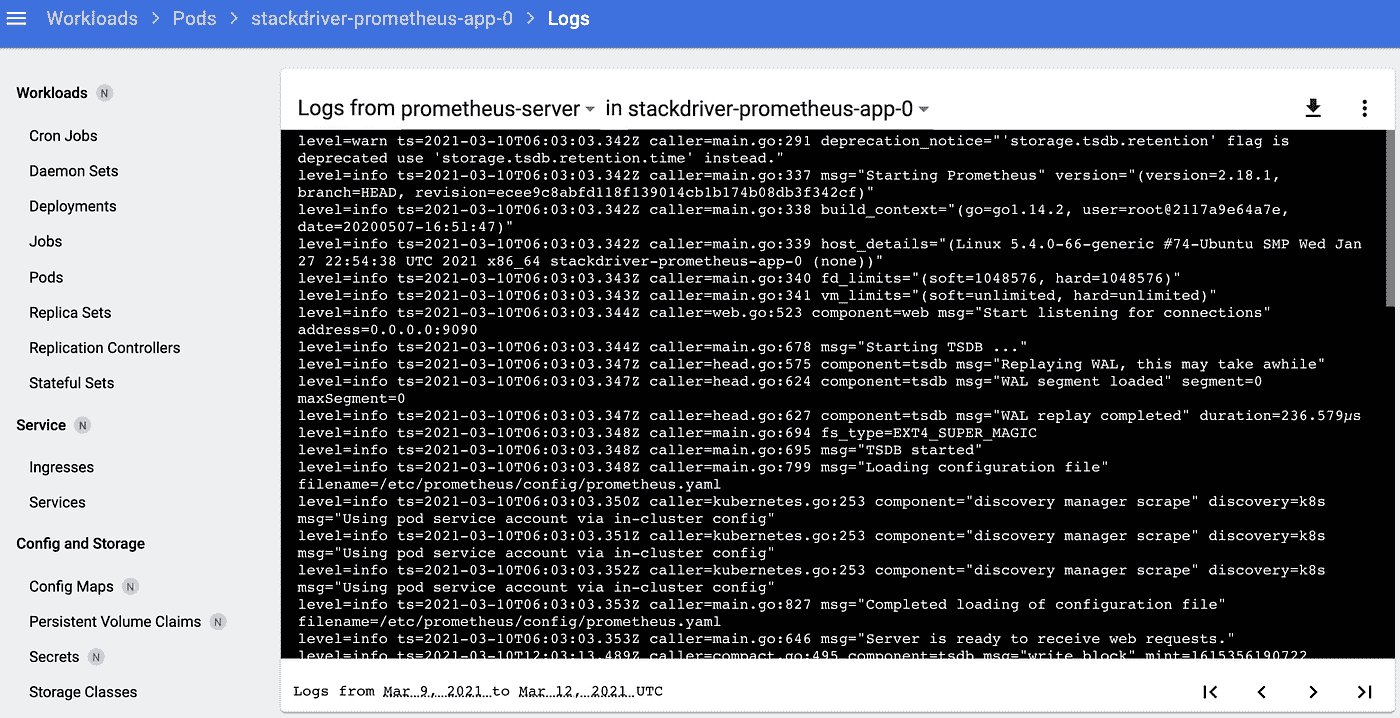 Workloads > Pods > stackdriver-prometheus-app-0 > Logs
Workloads N
Cron Jobs
Daemon Sets
Deployments
Jobs
Pods
Replica Sets
Replication Controllers
Stateful Sets
Service N
Ingresses
Services
Config and Storage
Config Maps N
Persistent Volume Claims N
Secrets N
Storage Classes
Logs from prometheus-server in stackdriver-prometheus-app-0
level=warn ts=2021-03-10T06:03:03.342Z caller=main.go:291 deprecation_notice="'storage.tsdb.retention' flag is
deprecated use 'storage.tsdb.retention.time' instead."
level=info ts=2021-03-10T06:03:03.342Z caller=main.go:337 msg="Starting Prometheus" version="(version=2.18.1,
branch=HEAD, revision=ecee9c8abfd118f139014cb1b174b08db3f342cf)"
level=info ts=2021-03-10T06:03:03.342Z caller=main.go:338 build_context="(go=go1.14.2, user=root@2117a9e64a7e,
date=20200507-16:51:47)"
level=info ts=2021-03-10T06:03:03.342Z caller=main.go:339 host_details="(Linux 5.4.0-66-generic #74-Ubuntu SMP Wed Jan
27 22:54:38 UTC 2021 x86_64 stackdriver-prometheus-app-0 (none))"
level=info ts=2021-03-10T06:03:03.343Z caller=main.go:340 fd_limits="(soft=1048576, hard=1048576)"
level=info ts=2021-03-10T06:03:03.343Z caller=main.go:341 vm_limits="(soft=unlimited, hard=unlimited)"
level=info ts=2021-03-10T06:03:03.344Z caller=web.go:523 component=web msg="Start listening for connections"
address=0.0.0.0:9090
level=info ts=2021-03-10T06:03:03.344Z caller=main.go:678 msg="Starting TSDB ..."
level=info ts=2021-03-10T06:03:03.347Z caller=head.go:575 component=tsdb msg="Replaying WAL, this may take awhile"
level=info ts=2021-03-10T06:03:03.347Z caller=head.go:624 component=tsdb msg="WAL segment loaded" segment=0
maxSegment=0
level=info ts=2021-03-10T06:03:03.347Z caller=head.go:627 component=tsdb msg="WAL replay completed" duration=236.579µs
level=info ts=2021-03-10T06:03:03.348Z caller=main.go:694 fs_type=EXT4_SUPER_MAGIC
level=info ts=2021-03-10T06:03:03.348Z caller=main.go:695 msg="TSDB started"
level=info ts=2021-03-10T06:03:03.348Z caller=main.go:799 msg="Loading configuration file"
filename=/etc/prometheus/config/prometheus.yaml
level=info ts=2021-03-10T06:03:03.350Z caller=kubernetes.go:253 component="discovery manager scrape" discovery=k8s
msg="Using pod service account via in-cluster config"
level=info ts=2021-03-10T06:03:03.351Z caller=kubernetes.go:253 component="discovery manager scrape" discovery=k8s
msg="Using pod service account via in-cluster config"
level=info ts=2021-03-10T06:03:03.352Z caller=kubernetes.go:253 component="discovery manager scrape" discovery=k8s
msg="Using pod service account via in-cluster config"
level=info ts=2021-03-10T06:03:03.353Z caller=main.go:827 msg="Completed loading of configuration file"
filename=/etc/prometheus/config/prometheus.yaml
level=info ts=2021-03-10T06:03:03.353Z caller=main.go:646 msg="Server is ready to receive web requests."
level=info ts=2021-03-10T12:03:13.489Z caller=compact.go:495 component=tsdb msg="write block" mint=1615356190722
Logs from Mar 9, 2021 to Mar 12, 2021 UTC